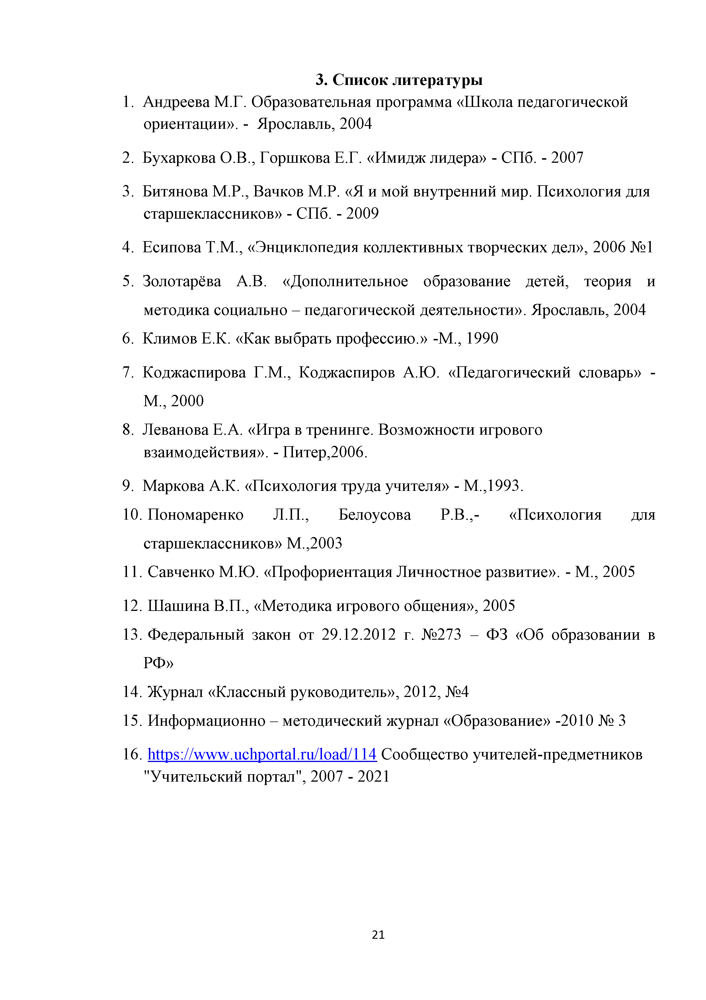 3. Список литературы
1. Андреева М.Г. Образовательная программа «Школа педагогической
ориентации». - Ярославль, 2004
2. Бухаркова О.В., Горшкова Е.Г. «Имидж лидера» - СПб. - 2007
3. Битянова М.Р., Вачков М.Р. «Я и мой внутренний мир. Психология для
старшеклассников» - СПб. - 2009
4. Есипова Т.М., «Энциклопедия коллективных творческих дел», 2006 №1
5. Золотарёва А.В. «Дополнительное образование детей, теория и
методика социально – педагогической деятельности». Ярославль, 2004
6. Климов Е.К. «Как выбрать профессию.» -М., 1990
7. Коджаспирова Г.М., Коджаспиров А.Ю. «Педагогический словарь» -
М., 2000
8. Леванова Е.А. «Игра в тренинге. Возможности игрового
взаимодействия». - Питер,2006.
9. Маркова А.К. «Психология труда учителя» - М.,1993.
10. Пономаренко Л.П., Белоусова Р.В.,- «Психология для
старшеклассников» М.,2003
11. Савченко М.Ю. «Профориентация Личностное развитие». - М., 2005
12. Шашина В.П., «Методика игрового общения», 2005
13. Федеральный закон от 29.12.2012 г. №273 – ФЗ «Об образовании в
РФ»
14. Журнал «Классный руководитель», 2012, №4
15. Информационно – методический журнал «Образование» -2010 № 3
16. https://www.uchportal.ru/load/114 Сообщество учителей-предметников
"Учительский портал", 2007 - 2021
21